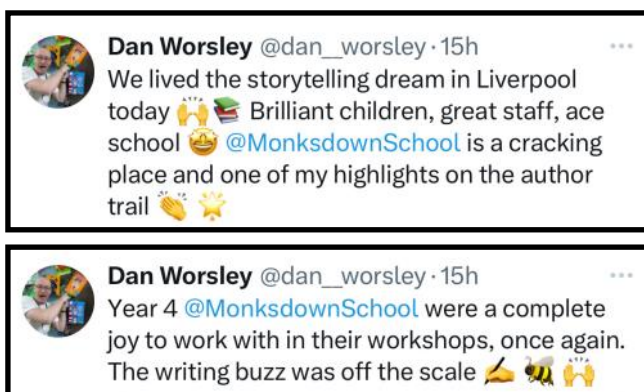 Dan Worsley @dan__worsley · 15h
We lived the storytelling dream in Liverpool
today 🙌 📚 Brilliant children, great staff, ace
school 🤩 @MonksdownSchool is a cracking
place and one of my highlights on the author
trail 👏 🌟
Dan Worsley @dan__worsley · 15h
Year 4 @MonksdownSchool were a complete
joy to work with in their workshops, once again.
The writing buzz was off the scale ✍️ 🐝 🙌